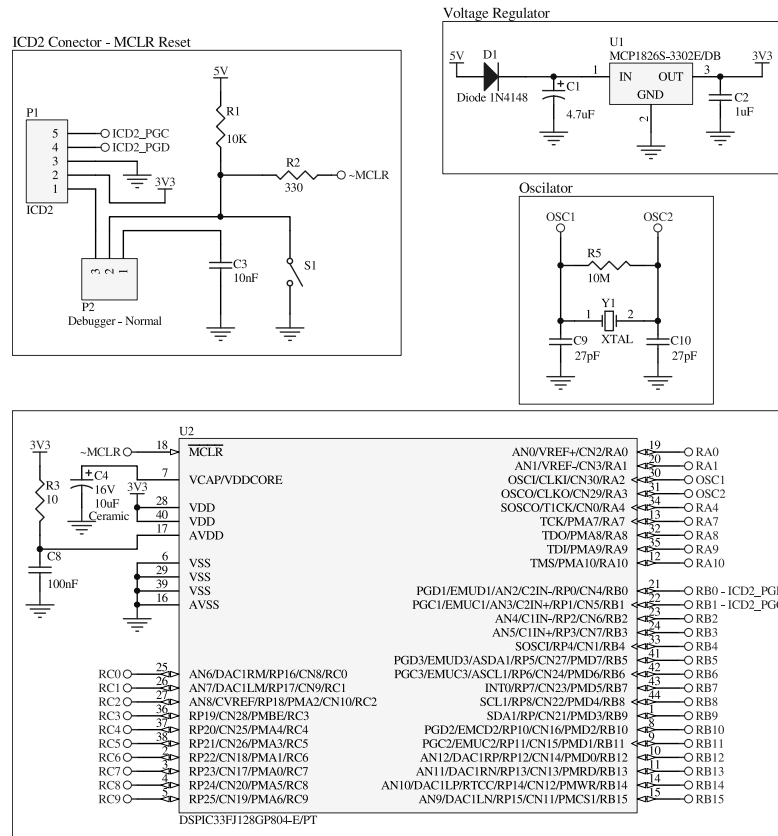 ICD2 Conector - MCLR Reset
5V
R1
10K
P1
5 ICD2_PGC
4 ICD2_PGD
3
2
1
3V3
ICD2
R2
330
~MCLR
3 2 1
P2
Debugger - Normal
C3
10nF
S1
Voltage Regulator
5V
D1
Diode 1N4148
C1
4.7uF
U1
MCP1826S-3302E/DB
1 IN OUT 3
GND
2
3V3
C2
1uF
Oscilator
OSC1 OSC2
R5
10M
Y1
1 2
XTAL
C9
27pF
C10
27pF
U2
3V3
R3
10
C8
100nF
C4
16V
10uF
Ceramic
3V3
~MCLR 18 MCLR
7 VCAP/VDDCORE
28 VDD
40 VDD
17 AVDD
6 VSS
29 VSS
39 VSS
16 AVSS
RC0 25 AN6/DAC1RM/RP16/CN8/RC0
RC1 26 AN7/DAC1LM/RP17/CN9/RC1
RC2 27 AN8/CVREF/RP18/PMA2/CN10/RC2
RC3 36 RP19/CN28/PMBE/RC3
RC4 37 RP20/CN25/PMA4/RC4
RC5 38 RP21/CN26/PMA3/RC5
RC6 2 RP22/CN18/PMA1/RC6
RC7 3 RP23/CN17/PMA0/RC7
RC8 4 RP24/CN20/PMA5/RC8
RC9 5 RP25/CN19/PMA6/RC9
AN0/VREF+/CN2/RA0 19 RA0
AN1/VREF-/CN3/RA1 20 RA1
OSCI/CLKI/CN30/RA2 30 OSC1
OSCO/CLKO/CN29/RA3 31 OSC2
SOSCO/T1CK/CN0/RA4 34 RA4
TCK/PMA7/RA7 13 RA7
TDO/PMA8/RA8 32 RA8
TDI/PMA9/RA9 35 RA9
TMS/PMA10/RA10 12 RA10
PGD1/EMUD1/AN2/C2IN-/RP0/CN4/RB0 21 RB0 -
PGC1/EMUC1/AN3/C2IN+/RP1/CN5/RB1 22 RB1 -
AN4/C1IN-/RP2/CN6/RB2 23 RB2
AN5/C1IN+/RP3/CN7/RB3 24 RB3
SOSCI/RP4/CN1/RB4 33 RB4
PGD3/EMUD3/ASDA1/RP5/CN27/PMD7/RB5 41 RB5
PGC3/EMUC3/ASCL1/RP6/CN24/PMD6/RB6 42 RB6
INT0/RP7/CN23/PMD5/RB7 43 RB7
SCL1/RP8/CN22/PMD4/RB8 44 RB8
SDA1/RP/CN21/PMD3/RB9 RB9
PGD2/EMCD2/RP10/CN16/PMD2/RB10 8 RB10
PGC2/EMUC2/RP11/CN15/PMD1/RB11 9 RB11
AN12/DAC1RP/RP12/CN14/PMD0/RB12 10 RB12
AN11/DAC1RN/RP13/CN13/PMRD/RB13 11 RB13
AN10/DAC1LP/RTCC/RP14/CN12/PMWR/RB14 14 RB14
AN9/DAC1LN/RP15/CN11/PMCS1/RB15 15 RB15
DSPIC33FJ128GP804-E/PT